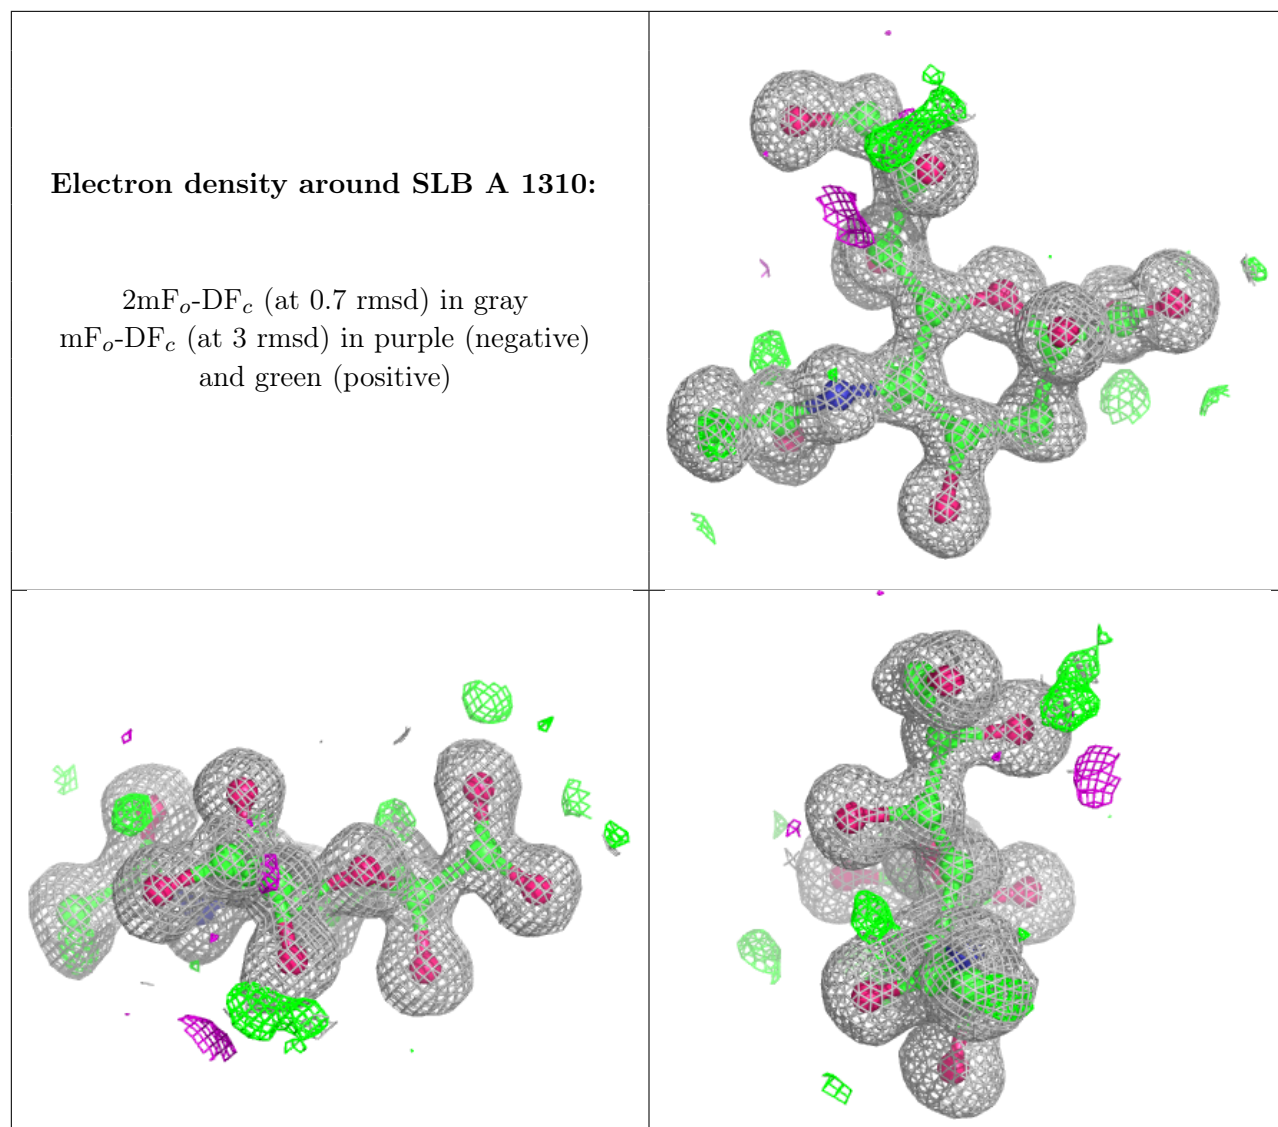 Electron density around SLB A 1310:
2mFo-DFc (at 0.7 rmsd) in gray
mFo-DFc (at 3 rmsd) in purple (negative)
and green (positive)